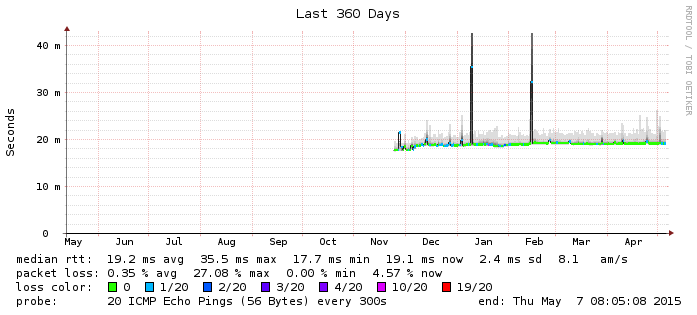 Last 360 Days
RRDTOOL / TOBI OETIKER
Seconds
40 m
30 m
20 m
10 m
0
May Jun Jul Aug Sep Oct Nov Dec Jan Feb Mar Apr
median rtt: 19.2 ms avg 35.5 ms max 17.7 ms min 19.1 ms now 2.4 ms sd 8.1 am/s
packet loss: 0.35 % avg 27.08 % max 0.00 % min 4.57 % now
loss color: 0 1/20 2/20 3/20 4/20 10/20 19/20
probe: 20 ICMP Echo Pings (56 Bytes) every 300s end: Thu May 7 08:05:08 2015